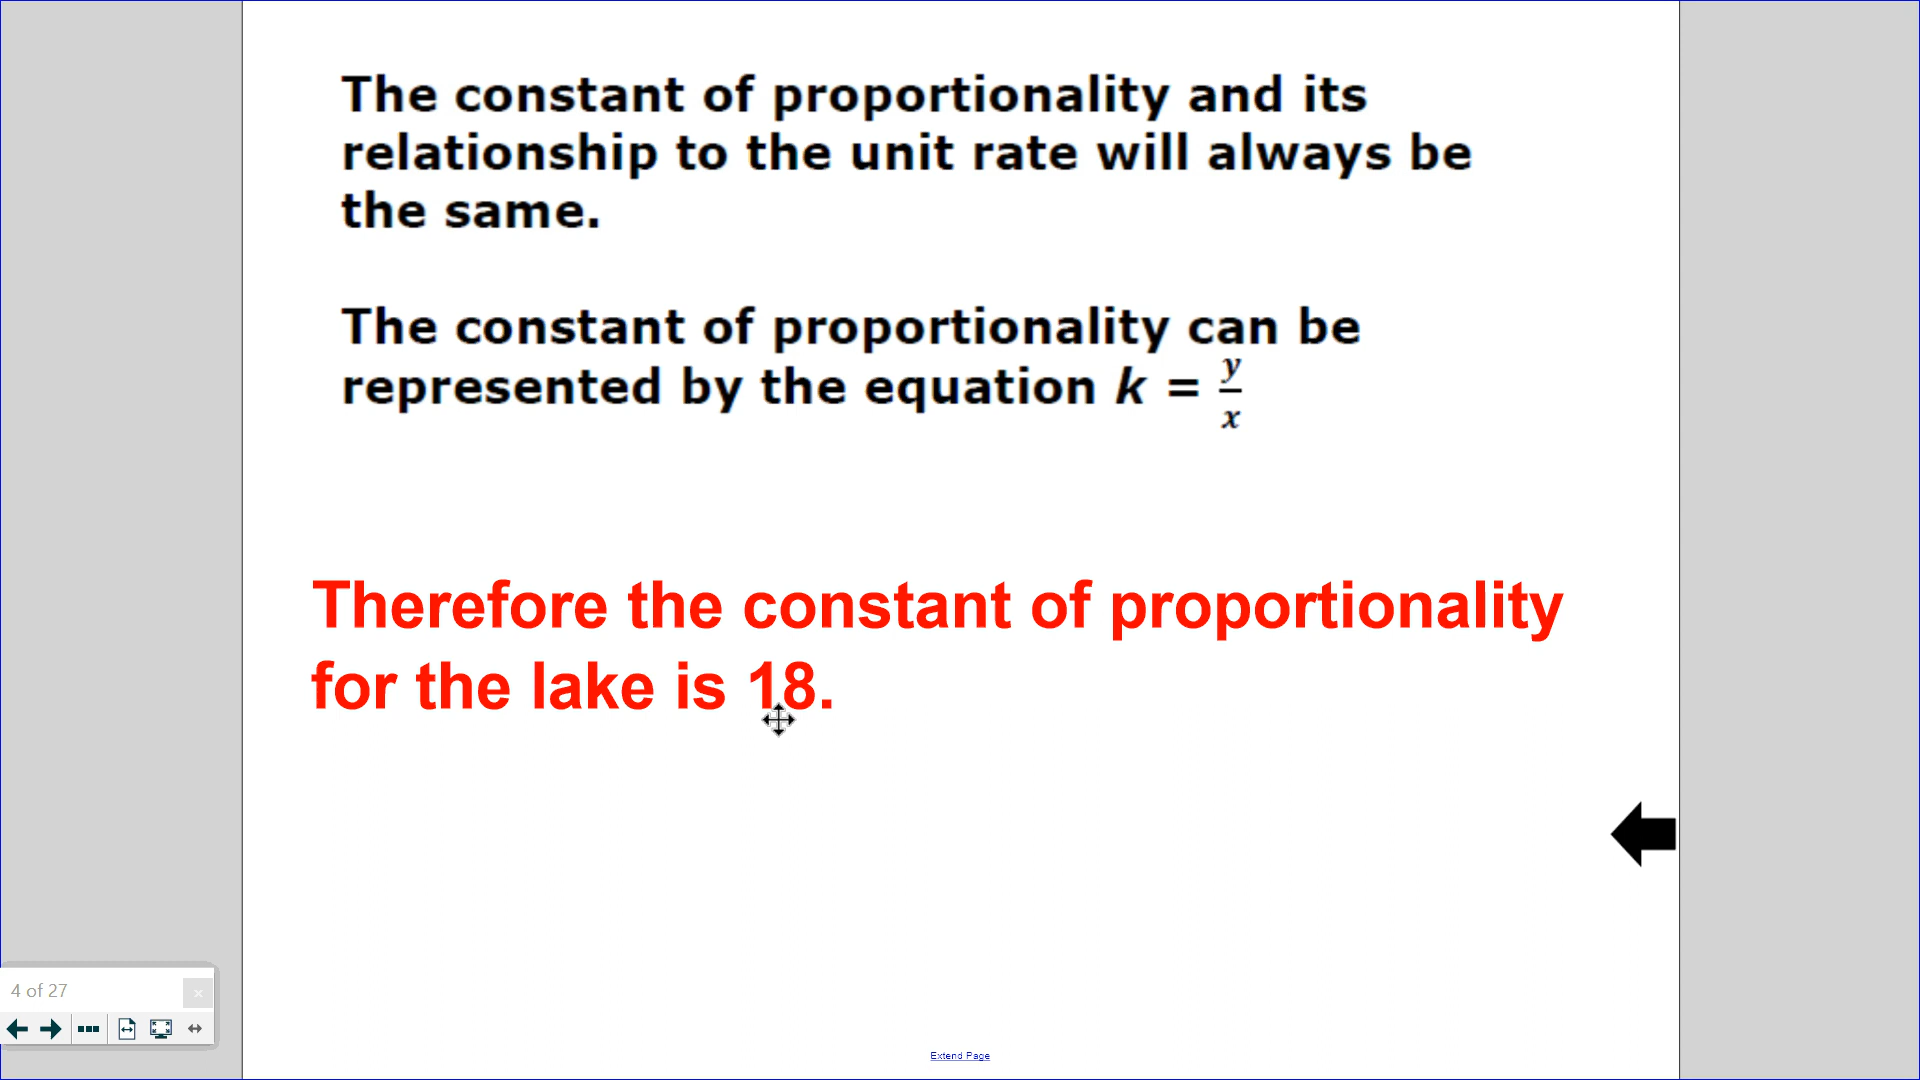 The constant of proportionality and its
relationship to the unit rate will always be
the same.
The constant of proportionality can be
represented by the equation k = y/x
Therefore the constant of proportionality
for the lake is 18.
4 of 27
Extend Page